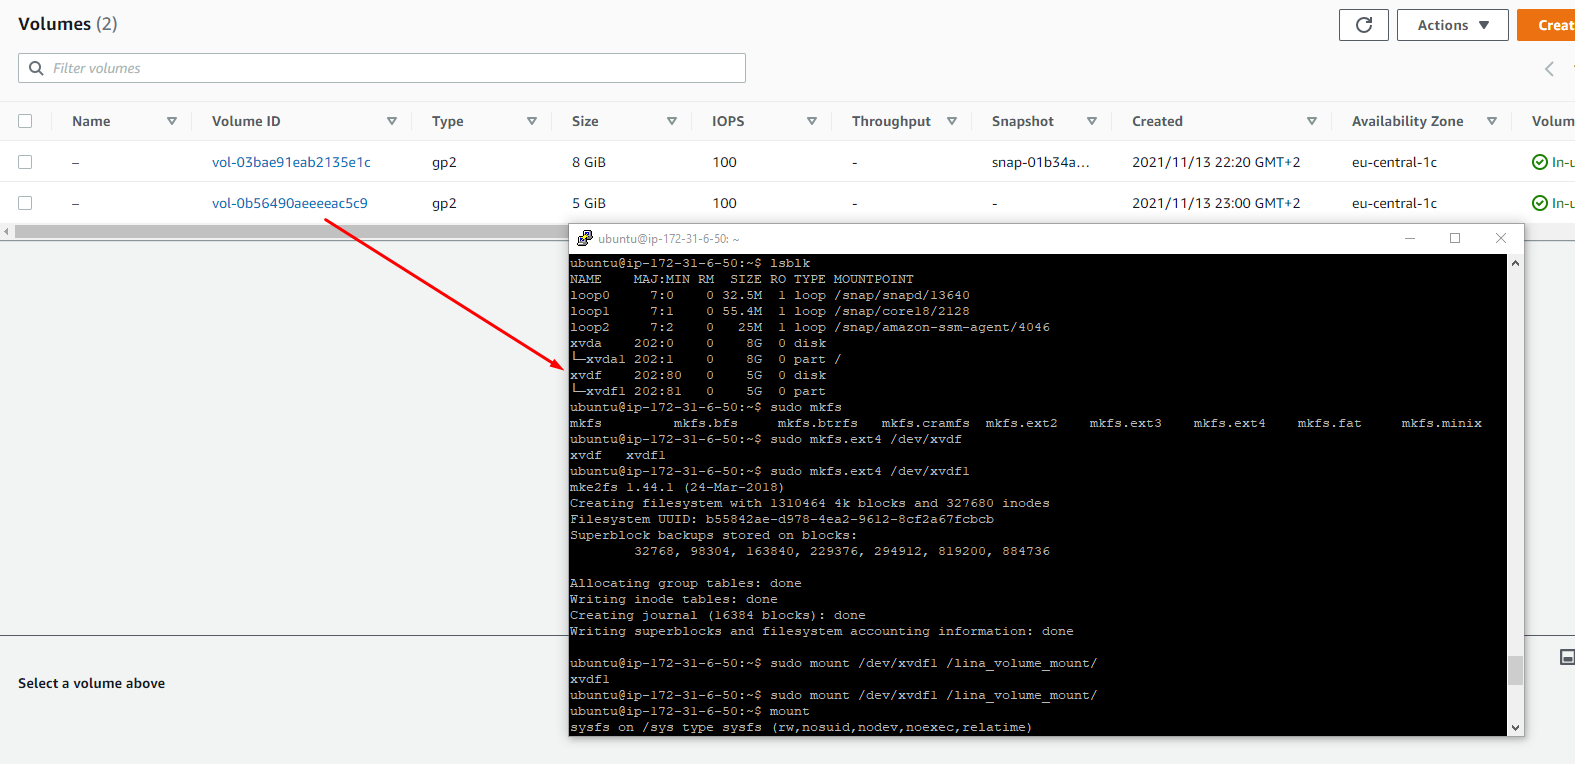 Volumes (2)
Actions
Creat
Filter volumes
Name Volume ID Type Size IOPS Throughput Snapshot Created Availability Zone Volum
– vol-03bae91eab2135e1c gp2 8 GiB 100 - snap-01b34a... 2021/11/13 22:20 GMT+2 eu-central-1c In-u
– vol-0b56490aeeeeac5c9 gp2 5 GiB 100 - - 2021/11/13 23:00 GMT+2 eu-central-1c In-u
ubuntu@ip-172-31-6-50: ~
ubuntu@ip-172-31-6-50:~$ lsblk
NAME    MAJ:MIN RM  SIZE RO TYPE MOUNTPOINT
loop0     7:0    0 32.5M  1 loop /snap/snapd/13640
loop1     7:1    0 55.4M  1 loop /snap/core18/2128
loop2     7:2    0   25M  1 loop /snap/amazon-ssm-agent/4046
xvda    202:0    0    8G  0 disk
└─xvda1 202:1    0    8G  0 part /
xvdf    202:80   0    5G  0 disk
└─xvdf1 202:81   0    5G  0 part
ubuntu@ip-172-31-6-50:~$ sudo mkfs
mkfs         mkfs.bfs     mkfs.btrfs   mkfs.cramfs  mkfs.ext2    mkfs.ext3    mkfs.ext4    mkfs.fat     mkfs.minix
ubuntu@ip-172-31-6-50:~$ sudo mkfs.ext4 /dev/xvdf
xvdf   xvdf1
ubuntu@ip-172-31-6-50:~$ sudo mkfs.ext4 /dev/xvdf1
mke2fs 1.44.1 (24-Mar-2018)
Creating filesystem with 1310464 4k blocks and 327680 inodes
Filesystem UUID: b55842ae-d978-4ea2-9612-8cf2a67fcbcb
Superblock backups stored on blocks:
32768, 98304, 163840, 229376, 294912, 819200, 884736
Allocating group tables: done
Writing inode tables: done
Creating journal (16384 blocks): done
Writing superblocks and filesystem accounting information: done
ubuntu@ip-172-31-6-50:~$ sudo mount /dev/xvdf1 /lina_volume_mount/
xvdf1
ubuntu@ip-172-31-6-50:~$ sudo mount /dev/xvdf1 /lina_volume_mount/
ubuntu@ip-172-31-6-50:~$ mount
sysfs on /sys type sysfs (rw,nosuid,nodev,noexec,relatime)
Select a volume above